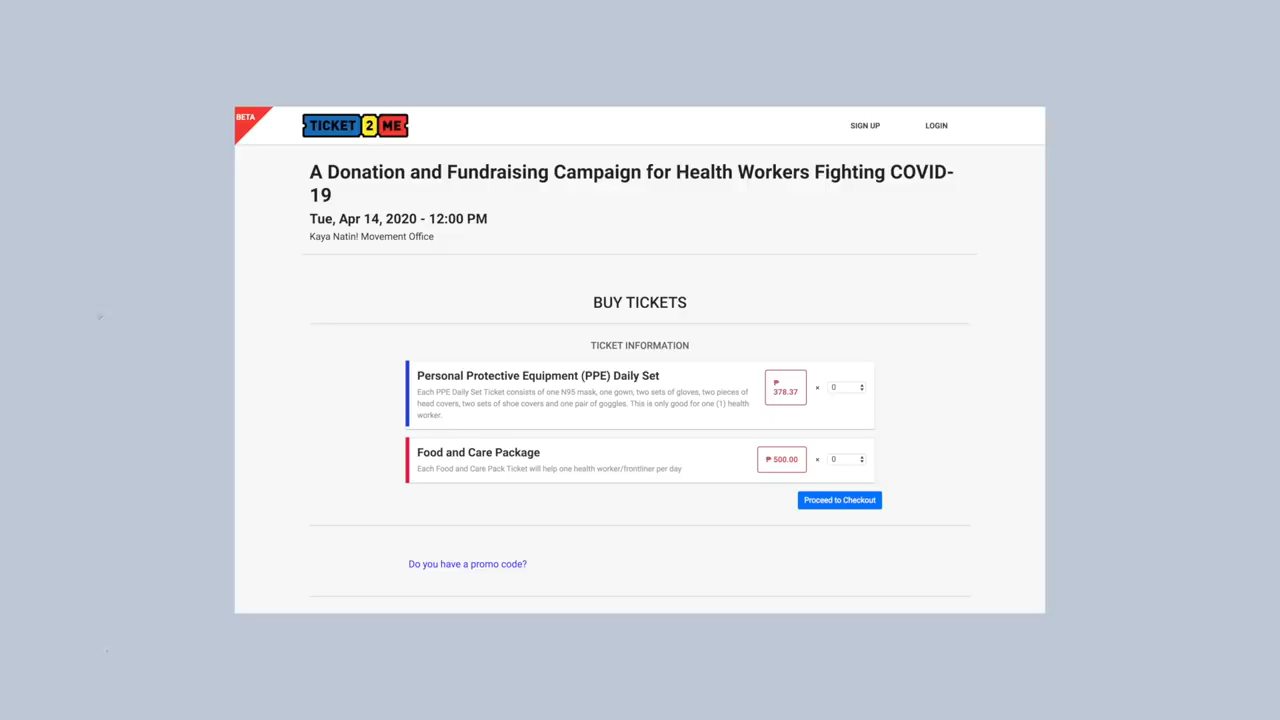 BETA
TICKET 2 ME
SIGN UP
LOGIN
A Donation and Fundraising Campaign for Health Workers Fighting COVID-
19
Tue, Apr 14, 2020 - 12:00 PM
Kaya Natin! Movement Office
BUY TICKETS
TICKET INFORMATION
Personal Protective Equipment (PPE) Daily Set
Each PPE Daily Set Ticket consists of one N95 mask, one gown, two sets of gloves, two pieces of
head covers, two sets of shoe covers and one pair of goggles. This is only good for one (1) health
worker.
₱
378.37
×
0
Food and Care Package
Each Food and Care Pack Ticket will help one health worker/frontliner per day
₱ 500.00
×
0
Proceed to Checkout
Do you have a promo code?